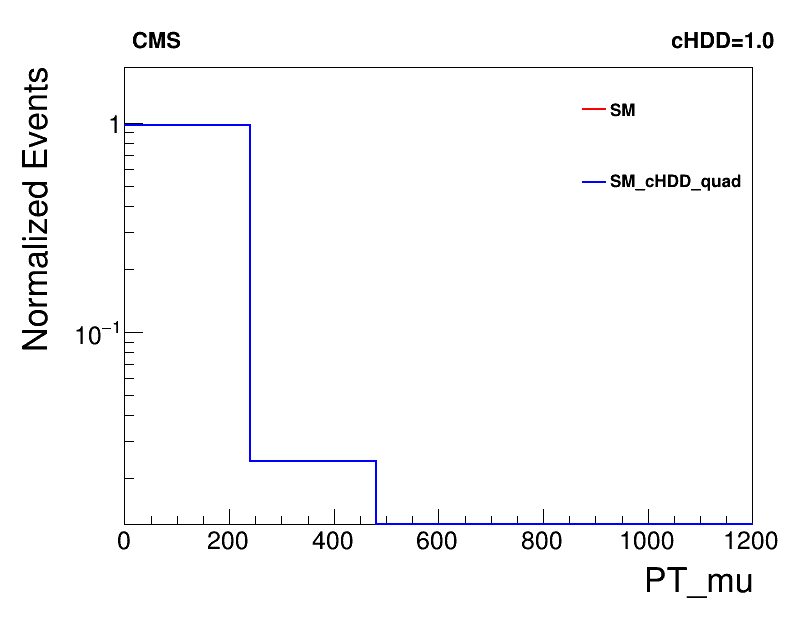 CMS
cHDD=1.0
Normalized Events
1
10⁻¹
SM
SM_cHDD_quad
0 200 400 600 800 1000 1200
PT_mu